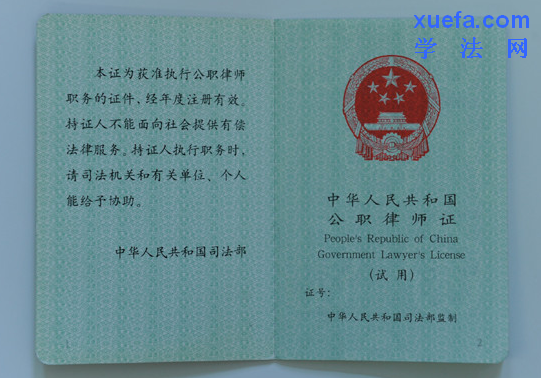 xuefa.com
学法网
本证为获准执行公职律师
职务的证件、经年度注册有效。
持证人不能面向社会提供有偿
法律服务。持证人执行职务时,
请司法机关和有关单位、个人
能给予协助。
中华人民共和国司法部
1
中华人民共和国
公职律师证
People's Republic of China
Government Lawyer's License
(试用)
证号:
中华人民共和国司法部监制
2